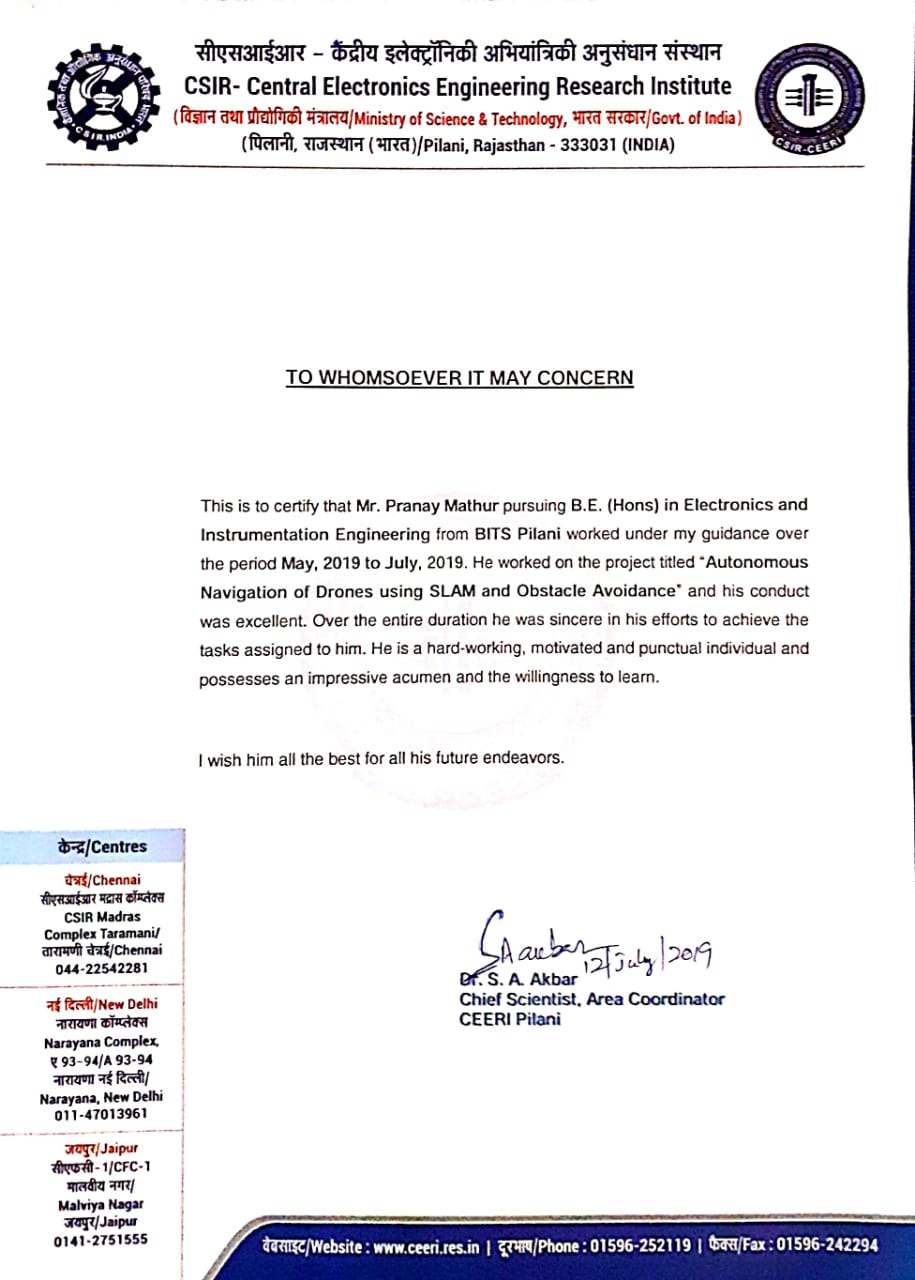 सीएसआईआर – केंद्रीय इलेक्ट्रॉनिकी अभियांत्रिकी अनुसंधान संस्थान
CSIR- Central Electronics Engineering Research Institute
(विज्ञान तथा प्रौद्योगिकी मंत्रालय/Ministry of Science & Technology, भारत सरकार/Govt. of India)
(पिलानी, राजस्थान (भारत)/Pilani, Rajasthan - 333031 (INDIA)
CSIR.INDIA
CSIR-CEERI
TO WHOMSOEVER IT MAY CONCERN
This is to certify that Mr. Pranay Mathur pursuing B.E. (Hons) in Electronics and
Instrumentation Engineering from BITS Pilani worked under my guidance over
the period May, 2019 to July, 2019. He worked on the project titled "Autonomous
Navigation of Drones using SLAM and Obstacle Avoidance" and his conduct
was excellent. Over the entire duration he was sincere in his efforts to achieve the
tasks assigned to him. He is a hard-working, motivated and punctual individual and
possesses an impressive acumen and the willingness to learn.
I wish him all the best for all his future endeavors.
SAakbar
12/July/2019
Dr. S. A. Akbar
Chief Scientist, Area Coordinator
CEERI Pilani
केन्द्र/Centres
चेन्नई/Chennai
सीएसआईआर मद्रास कॉम्प्लेक्स
CSIR Madras
Complex Taramani/
तारामणी चेन्नई/Chennai
044-22542281
नई दिल्ली/New Delhi
नारायणा कॉम्प्लेक्स
Narayana Complex,
ए 93-94/A 93-94
नारायणा नई दिल्ली/
Narayana, New Delhi
011-47013961
जयपुर/Jaipur
सीएफसी-1/CFC-1
मालवीय नगर/
Malviya Nagar
जयपुर/Jaipur
0141-2751555
वेबसाइट/Website : www.ceeri.res.in | दूरभाष/Phone : 01596-252119 | फैक्स/Fax : 01596-242294